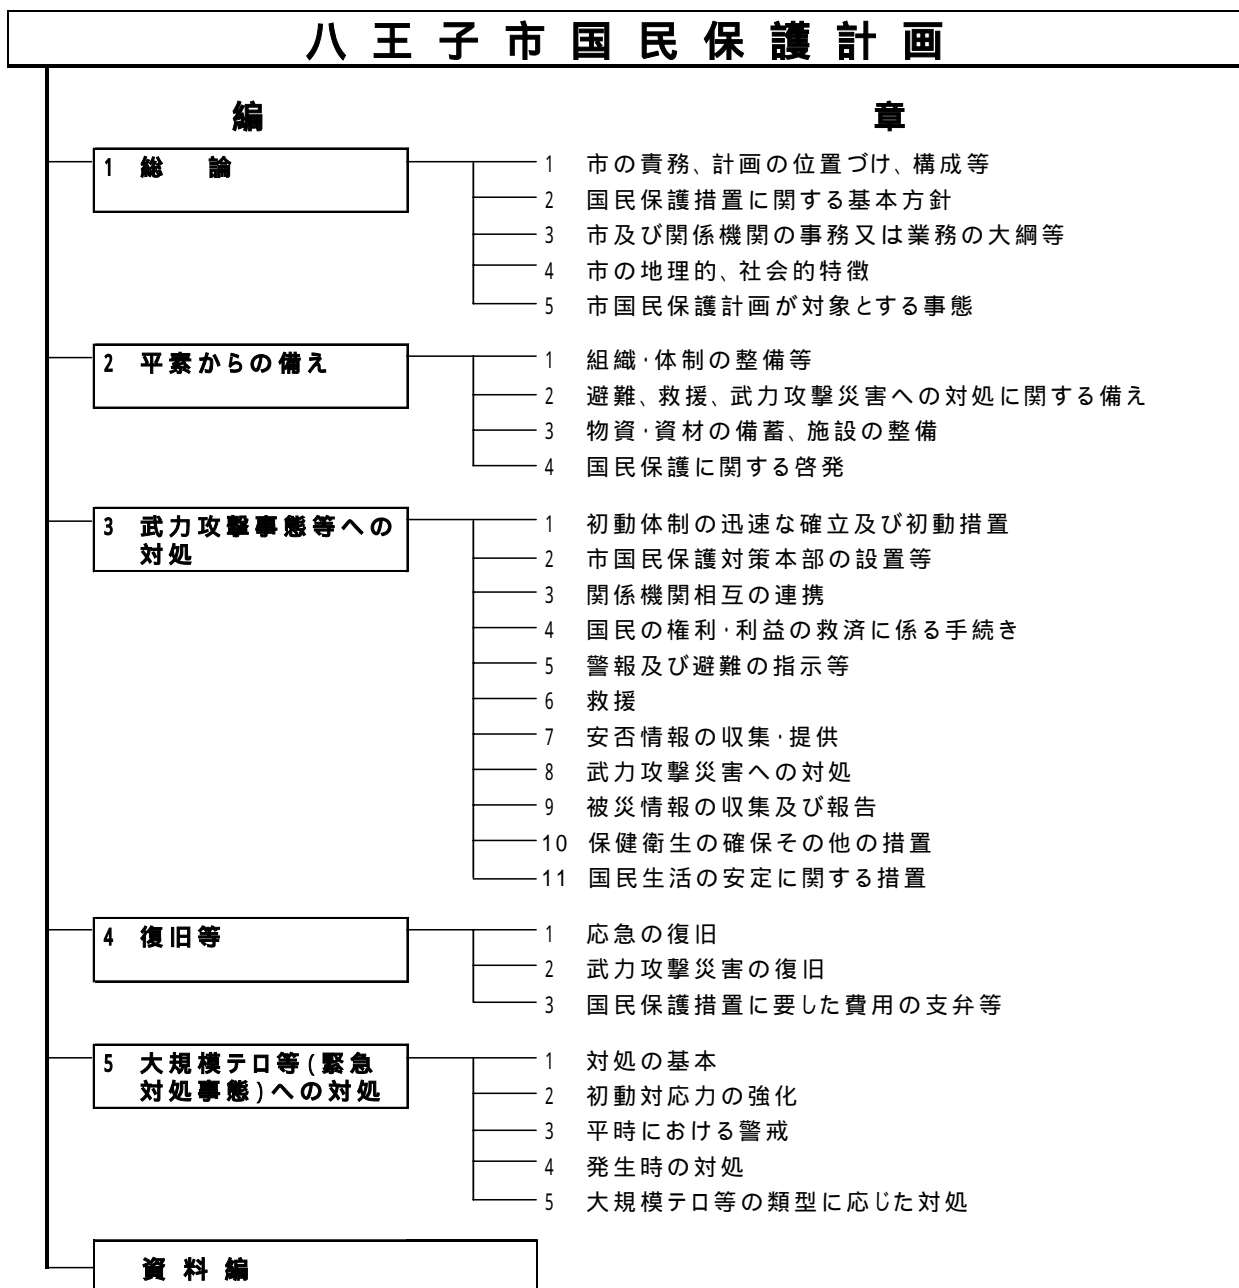 八王子市国民保護計画
編 章
1 総 論
1 市の責務、計画の位置づけ、構成等
2 国民保護措置に関する基本方針
3 市及び関係機関の事務又は業務の大綱等
4 市の地理的、社会的特徴
5 市国民保護計画が対象とする事態
2 平素からの備え
1 組織・体制の整備等
2 避難、救援、武力攻撃災害への対処に関する備え
3 物資・資材の備蓄、施設の整備
4 国民保護に関する啓発
3 武力攻撃事態等への
対処
1 初動体制の迅速な確立及び初動措置
2 市国民保護対策本部の設置等
3 関係機関相互の連携
4 国民の権利・利益の救済に係る手続き
5 警報及び避難の指示等
6 救援
7 安否情報の収集・提供
8 武力攻撃災害への対処
9 被災情報の収集及び報告
10 保健衛生の確保その他の措置
11 国民生活の安定に関する措置
4 復旧等
1 応急の復旧
2 武力攻撃災害の復旧
3 国民保護措置に要した費用の支弁等
5 大規模テロ等(緊急
対処事態)への対処
1 対処の基本
2 初動対応力の強化
3 平時における警戒
4 発生時の対処
5 大規模テロ等の類型に応じた対処
資料編